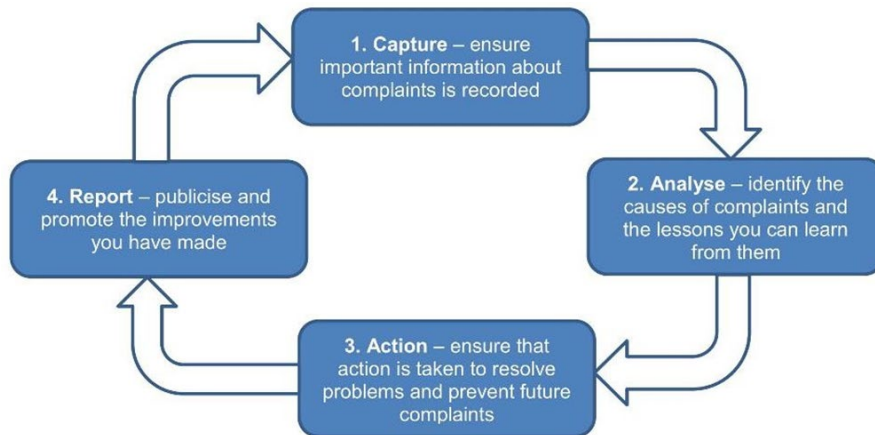 1. Capture – ensure
important information about
complaints is recorded
2. Analyse – identify the
causes of complaints and
the lessons you can learn
from them
3. Action – ensure that
action is taken to resolve
problems and prevent future
complaints
4. Report – publicise and
promote the improvements
you have made